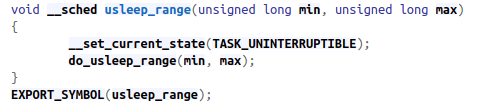 void __sched usleep_range(unsigned long min, unsigned long max)
{
        __set_current_state(TASK_UNINTERRUPTIBLE);
        do_usleep_range(min, max);
}
EXPORT_SYMBOL(usleep_range);